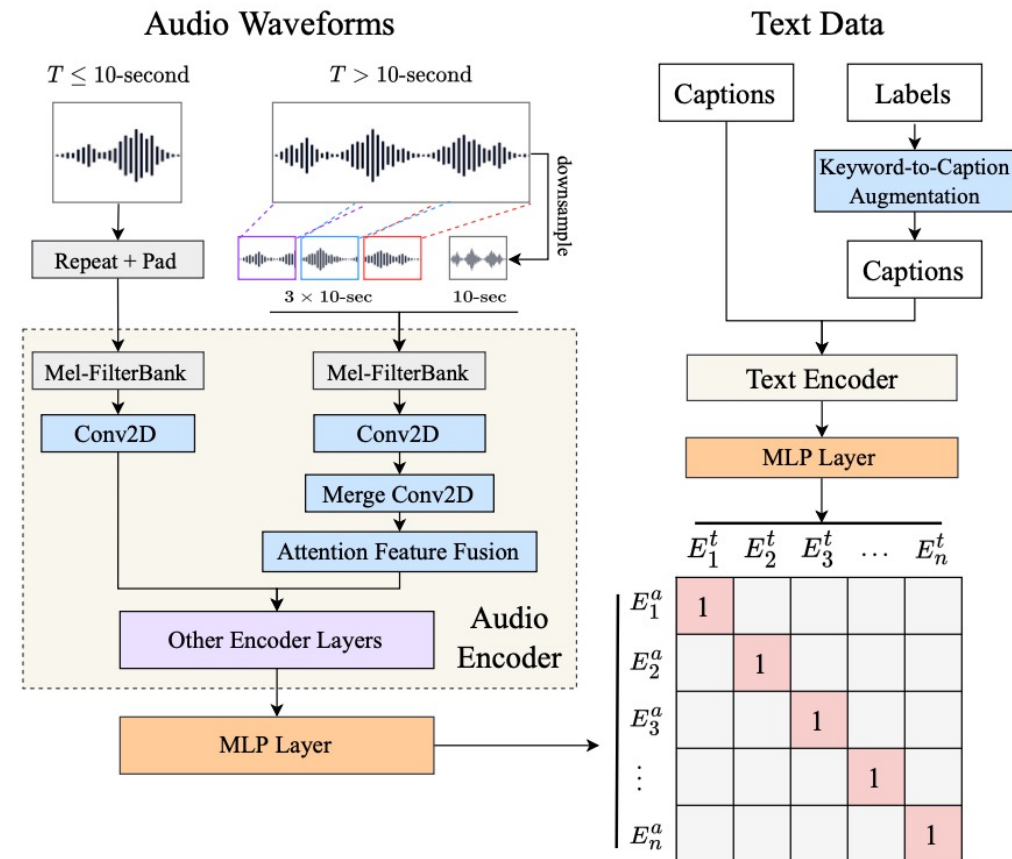 Audio Waveforms
T ≤ 10-second
T > 10-second
downsample
Repeat + Pad
3 × 10-sec
10-sec
Mel-FilterBank
Mel-FilterBank
Conv2D
Conv2D
Merge Conv2D
Attention Feature Fusion
Other Encoder Layers
Audio
Encoder
MLP Layer
Text Data
Captions
Labels
Keyword-to-Caption
Augmentation
Captions
Text Encoder
MLP Layer
E₁ᵗ E₂ᵗ E₃ᵗ … Eₙᵗ
E₁ᵃ 1
E₂ᵃ 1
E₃ᵃ 1
⋮ 1
Eₙᵃ 1